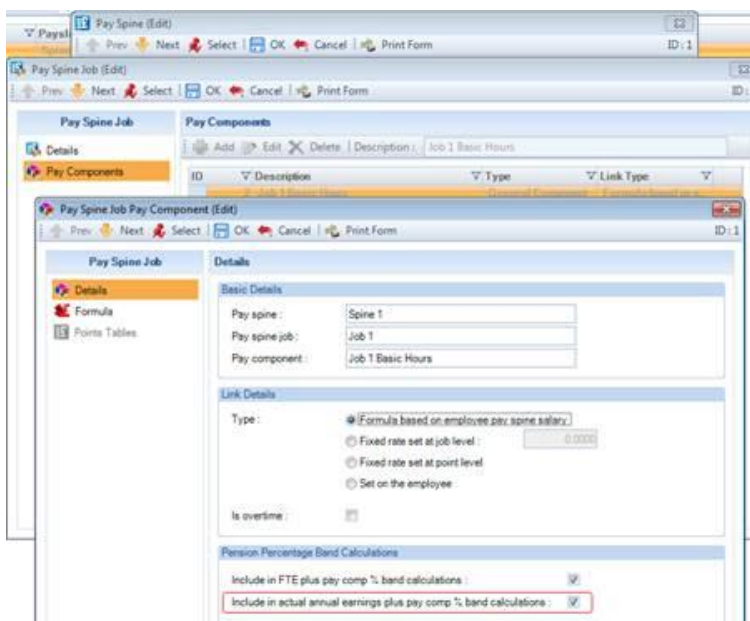 Pay Spine (Edit)
Prev Next Select OK Cancel Print Form ID : 1
Pay Spine Job (Edit)
Prev Next Select OK Cancel Print Form ID :
Pay Spine Job
Details
Pay Components
Pay Components
Add Edit Delete Description : Job 1 Basic Hours
ID Description Type Link Type
Pay Spine Job Pay Component (Edit)
Prev Next Select OK Cancel Print Form ID : 1
Pay Spine Job
Details
Formula
Points Tables
Details
Basic Details
Pay spine : Spine 1
Pay spine job : Job 1
Pay component : Job 1 Basic Hours
Link Details
Type : Formula based on employee pay spine salary
Fixed rate set at job level : 0.0000
Fixed rate set at point level
Set on the employee
Is overtime :
Pension Percentage Band Calculations
Include in FTE plus pay comp % band calculations :
Include in actual annual earnings plus pay comp % band calculations :